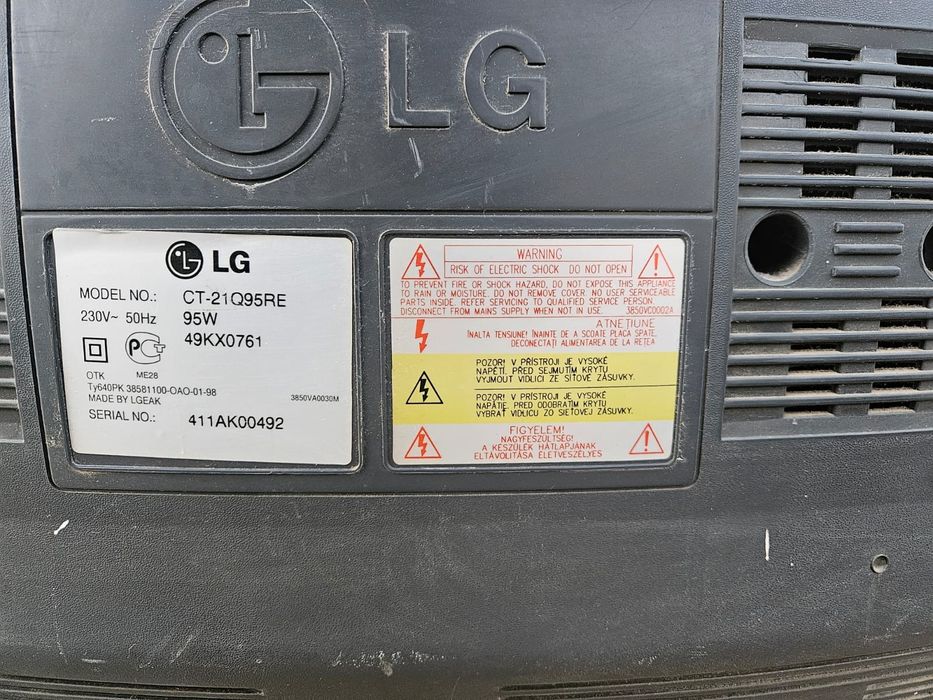 LG
LG
MODEL NO.: CT-21Q95RE
230V~ 50Hz 95W
49KX0761
OTK ME28
Ty640PK 38581100-OAO-01-98
MADE BY LGEAK 3850VA0030M
SERIAL NO.: 411AK00492
WARNING
RISK OF ELECTRIC SHOCK DO NOT OPEN
TO PREVENT FIRE OR SHOCK HAZARD, DO NOT EXPOSE THIS APPLIANCE
TO RAIN OR MOISTURE. DO NOT REMOVE COVER. NO USER SERVICEABLE
PARTS INSIDE. REFER SERVICING TO QUALIFIED SERVICE PERSON.
DISCONNECT FROM MAINS SUPPLY WHEN NOT IN USE. 3850VC0002A
ATNEȚIUNE
INALTA TENSIUNE! ÎNAINTE DE A SCOATE PLACA SPATE,
DECONECTAȚI ALIMENTAREA DE LA REȚEA
POZOR! V PŘÍSTROJI JE VYSOKÉ
NAPĚTÍ. PŘED SEJMUTÍM KRYTU
VYJMOUT VIDLICI ZE SÍŤOVÉ ZÁSUVKY.
POZOR! V PRÍSTROJI JE VYSOKÉ
NAPÄTIE. PRED ODOBRATÍM KRYTU
VYBRAŤ VIDLICU ZO SIEŤOVEJ ZÁSUVKY.
FIGYELEM!
NAGYFESZÜLTSÉG!
A KÉSZÜLÉK HÁTLAPJÁNAK
ELTÁVOLÍTÁSA ÉLETVESZÉLYES